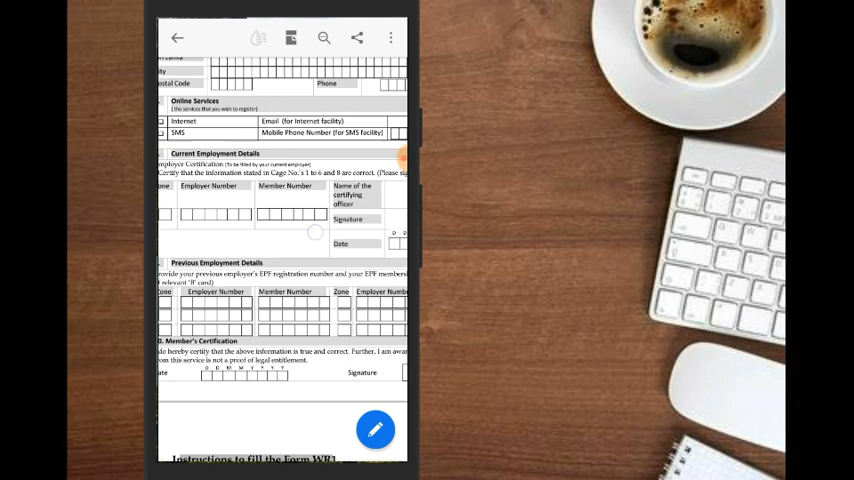 ity
ostal Code Phone
Online Services
( the services that you wish to register)
Internet Email (for Internet facility)
SMS Mobile Phone Number (for SMS facility)
Current Employment Details
mployer Certification (To be filled by your current employer)
Certify that the information stated in Cage No.'s 1 to 6 and 8 are correct. (Please sig
one Employer Number Member Number Name of the
certifying
officer
Signature
D D
Date
Previous Employment Details
rovide your previous employer's EPF registration number and your EPF members
t relevant 'B' card)
Zone Employer Number Member Number Zone Employer Numbe
D. Member's Certification
do hereby certify that the above information is true and correct. Further, I am awar
om this service is not a proof of legal entitlement.
D D M M Y Y Y Y
ate Signature
Instructions to fill the Form WR1